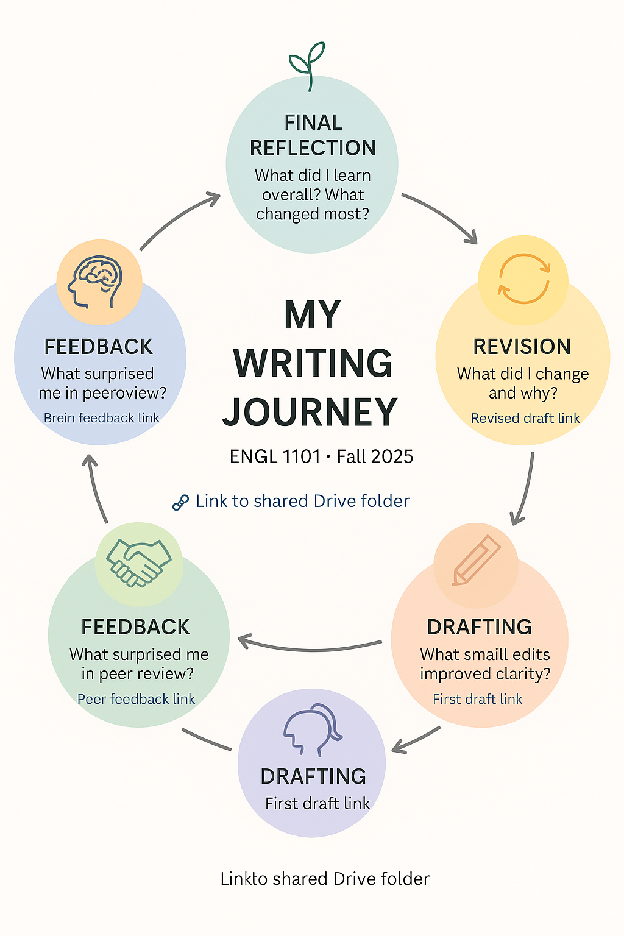 FINAL
REFLECTION
What did I learn
overall? What
changed most?
FEEDBACK
What surprised
me in peeroview?
Brein feedback link
MY
WRITING
JOURNEY
ENGL 1101 · Fall 2025
Link to shared Drive folder
REVISION
What did I change
and why?
Revised draft link
FEEDBACK
What surprised me
in peer review?
Peer feedback link
DRAFTING
What smaill edits
improved clarity?
First draft link
DRAFTING
First draft link
Linkto shared Drive folder